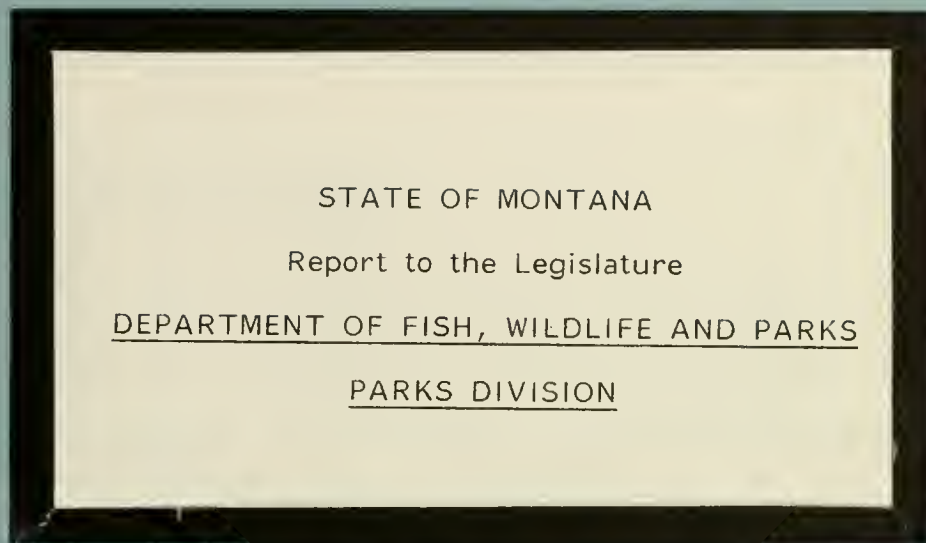 STATE OF MONTANA
Report to the Legislature
DEPARTMENT OF FISH, WILDLIFE AND PARKS
PARKS DIVISION